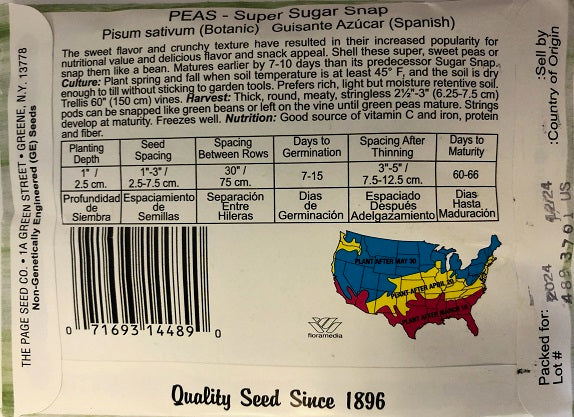 PEAS - Super Sugar Snap
Pisum sativum (Botanic) Guisante Azúcar (Spanish)
The sweet flavor and crunchy texture have resulted in their increased popularity for
nutritional value and delicious flavor and snack appeal. Shell these super, sweet peas or
snap them like a bean. Matures earlier by 7-10 days than its predecessor Sugar Snap.
Culture: Plant spring and fall when soil temperature is at least 45° F, and the soil is dry
enough to till without sticking to garden tools. Prefers rich, light but moisture retentive soil.
Trellis 60" (150 cm) vines. Harvest: Thick, round, meaty, stringless 2½"-3" (6.25-7.5 cm)
pods can be snapped like green beans or left on the vine until green peas mature. Strings
develop at maturity. Freezes well. Nutrition: Good source of vitamin C and iron, protein
and fiber.
Planting Depth Seed Spacing Spacing Between Rows Days to Germination Spacing After Thinning Days to Maturity
1" / 2.5 cm. 1"-3" / 2.5-7.5 cm. 30" / 75 cm. 7-15 3"-5" / 7.5-12.5 cm. 60-66
Profundidad de Siembra Espaciamiento de Semillas Separación Entre Hileras Dias de Germinación Espaciado Después Adelgazamiento Dias Hasta Maduración
0 71693 14489 0
PLANT AFTER MAY 30
PLANT AFTER APRIL
PLANT AFTER MARCH
floramedia
Quality Seed Since 1896
THE PAGE SEED CO. • 1A GREEN STREET • GREENE, N.Y. 13778
Non-Genetically Engineered (GE) Seeds
Packed for: 2024
Sell by: 12/24
Lot #
Country of Origin: US